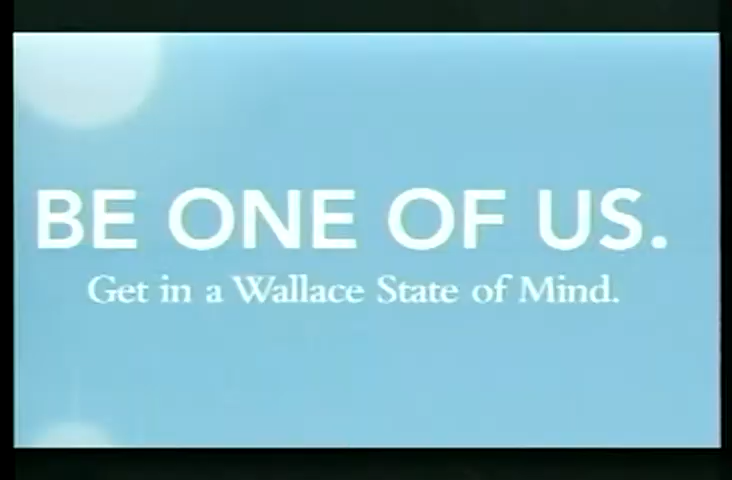 BE ONE OF US.
Get in a Wallace State of Mind.